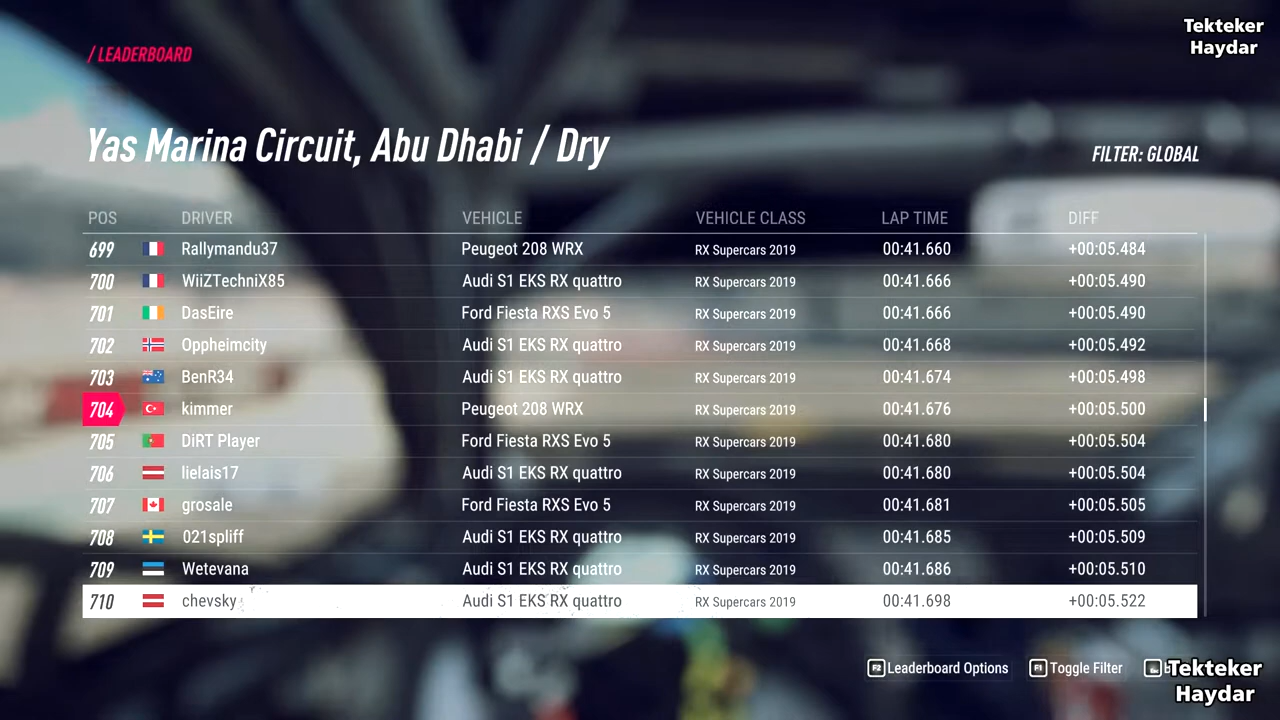 Tekteker
Haydar
/ LEADERBOARD
Yas Marina Circuit, Abu Dhabi / Dry
FILTER: GLOBAL
POS DRIVER VEHICLE VEHICLE CLASS LAP TIME DIFF
699 Rallymandu37 Peugeot 208 WRX RX Supercars 2019 00:41.660 +00:05.484
700 WiiZTechniX85 Audi S1 EKS RX quattro RX Supercars 2019 00:41.666 +00:05.490
701 DasEire Ford Fiesta RXS Evo 5 RX Supercars 2019 00:41.666 +00:05.490
702 Oppheimcity Audi S1 EKS RX quattro RX Supercars 2019 00:41.668 +00:05.492
703 BenR34 Audi S1 EKS RX quattro RX Supercars 2019 00:41.674 +00:05.498
704 kimmer Peugeot 208 WRX RX Supercars 2019 00:41.676 +00:05.500
705 DiRT Player Ford Fiesta RXS Evo 5 RX Supercars 2019 00:41.680 +00:05.504
706 lielais17 Audi S1 EKS RX quattro RX Supercars 2019 00:41.680 +00:05.504
707 grosale Ford Fiesta RXS Evo 5 RX Supercars 2019 00:41.681 +00:05.505
708 021spliff Audi S1 EKS RX quattro RX Supercars 2019 00:41.685 +00:05.509
709 Wetevana Audi S1 EKS RX quattro RX Supercars 2019 00:41.686 +00:05.510
710 chevsky Audi S1 EKS RX quattro RX Supercars 2019 00:41.698 +00:05.522
F2 Leaderboard Options F1 Toggle Filter
Tekteker
Haydar